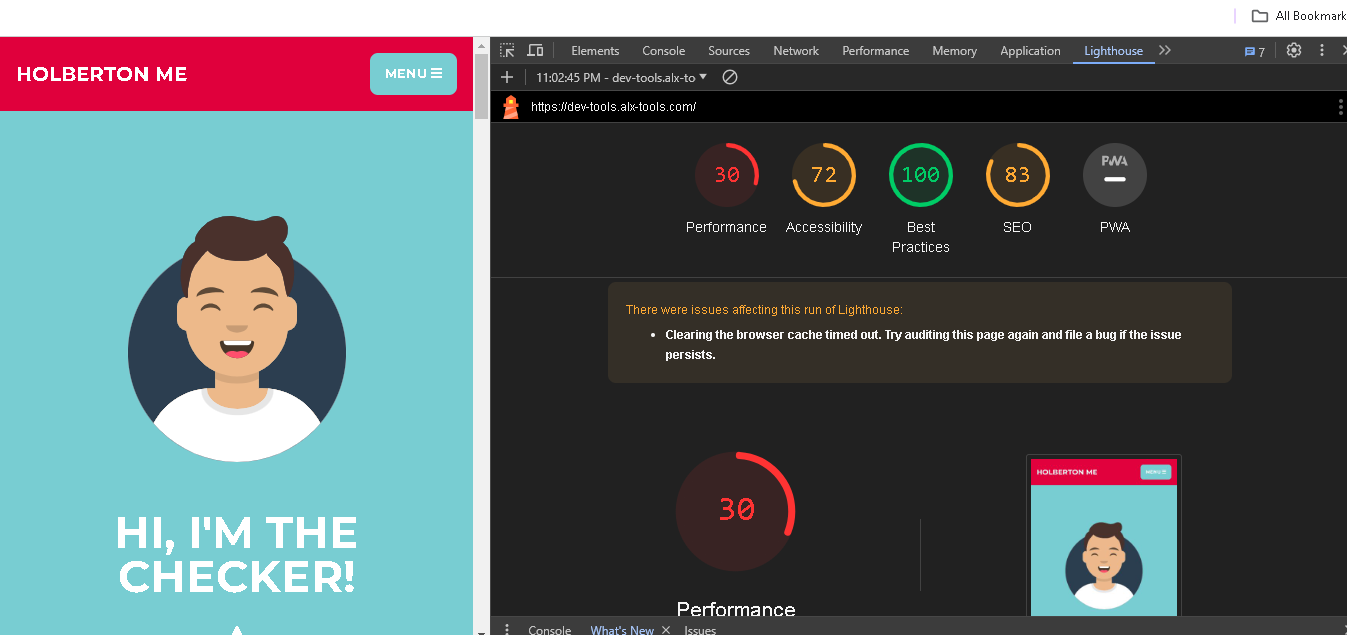 All Bookmark
HOLBERTON ME
MENU
HI, I'M THE
CHECKER!
Elements Console Sources Network Performance Memory Application Lighthouse 7
11:02:45 PM - dev-tools.alx-to
https://dev-tools.alx-tools.com/
30 72 100 83 PWA
Performance Accessibility Best Practices SEO PWA
There were issues affecting this run of Lighthouse:
Clearing the browser cache timed out. Try auditing this page again and file a bug if the issue
persists.
30
Performance
HOLBERTON ME MENU
Console What's New Issues